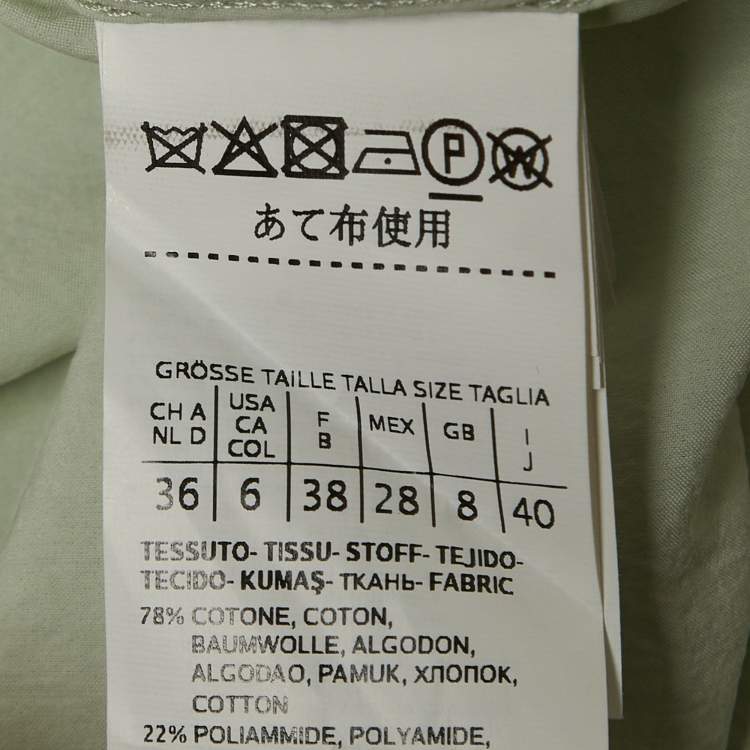 P W
あて布使用
GRÖSSE TAILLE TALLA SIZE TAGLIA
CH A NL D USA CA COL F B MEX GB I J
36 6 38 28 8 40
TESSUTO- TISSU- STOFF- TEJIDO-
TECIDO- KUMAŞ- ТКАНЬ- FABRIC
78% COTONE, COTON,
BAUMWOLLE, ALGODON,
ALGODAO, PAMUK, ХЛОПОК,
COTTON
22% POLIAMMIDE, POLYAMIDE,